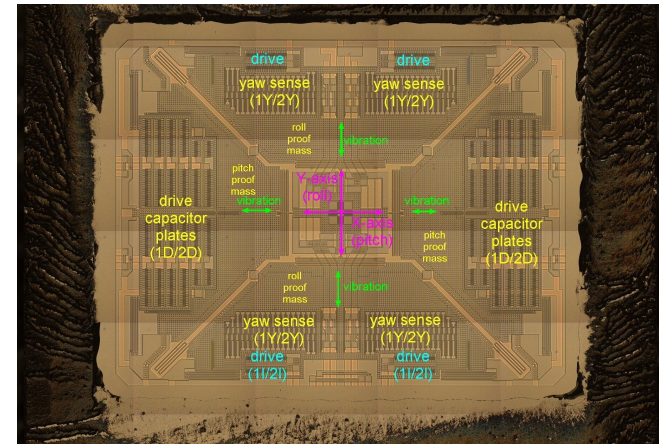 drive
drive
yaw sense
(1Y/2Y)
yaw sense
(1Y/2Y)
roll
proof
mass
vibration
pitch
proof
mass
vibration
Y-axis
(roll)
vibration
X-axis
(pitch)
drive
capacitor
plates
(1D/2D)
drive
capacitor
plates
(1D/2D)
pitch
proof
mass
roll
proof
mass
vibration
yaw sense
(1Y/2Y)
yaw sense
(1Y/2Y)
drive
(1I/2I)
drive
(1I/2I)